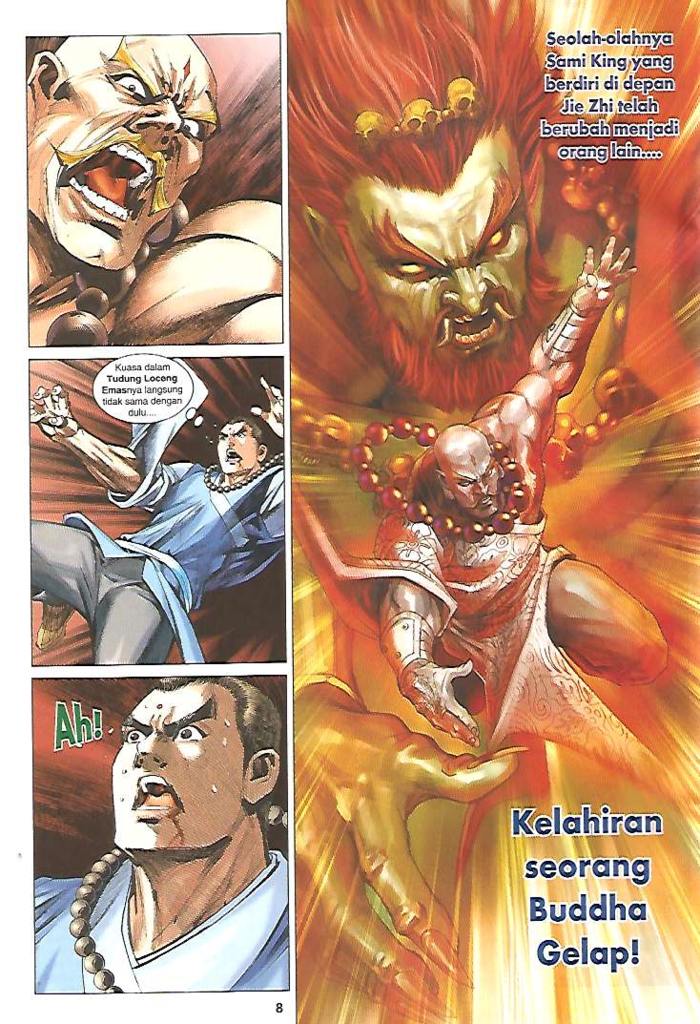 Kuasa dalam
Tudung Loceng
Emasnya langsung
tidak sama dengan
dulu....
Ah!
8
Seolah-olahnya
Sami King yang
berdiri di depan
Jie Zhi telah
berubah menjadi
orang lain....
Kelahiran
seorang
Buddha
Gelap!